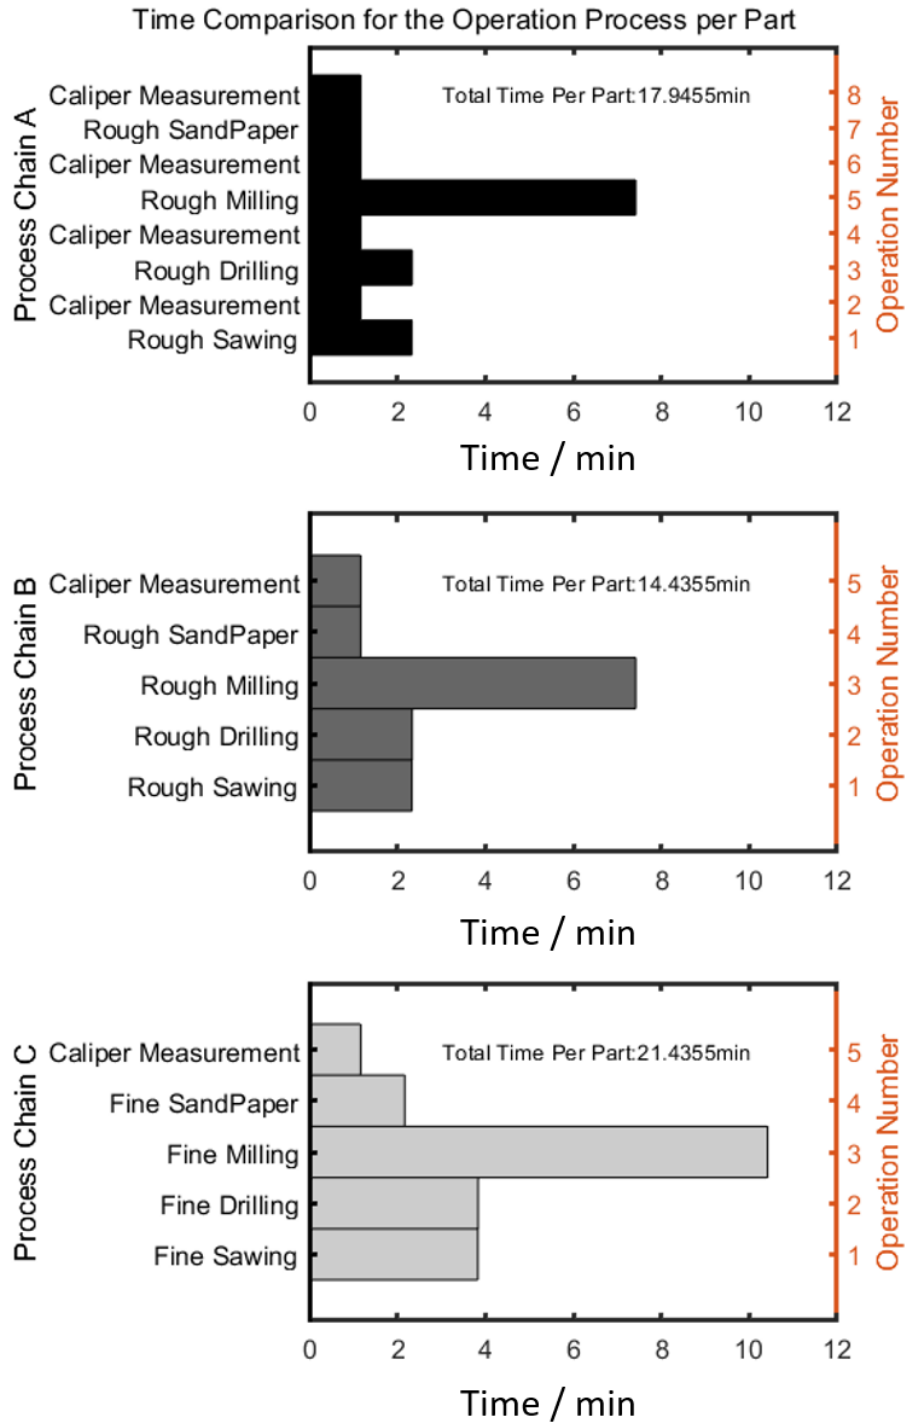 Time Comparison for the Operation Process per Part
Process Chain A
Caliper Measurement
Rough SandPaper
Caliper Measurement
Rough Milling
Caliper Measurement
Rough Drilling
Caliper Measurement
Rough Sawing
Total Time Per Part:17.9455min
8
7
6
5
4
3
2
1
Operation Number
0 2 4 6 8 10 12
Time / min
Process Chain B
Caliper Measurement
Rough SandPaper
Rough Milling
Rough Drilling
Rough Sawing
Total Time Per Part:14.4355min
5
4
3
2
1
Operation Number
0 2 4 6 8 10 12
Time / min
Process Chain C
Caliper Measurement
Fine SandPaper
Fine Milling
Fine Drilling
Fine Sawing
Total Time Per Part:21.4355min
5
4
3
2
1
Operation Number
0 2 4 6 8 10 12
Time / min